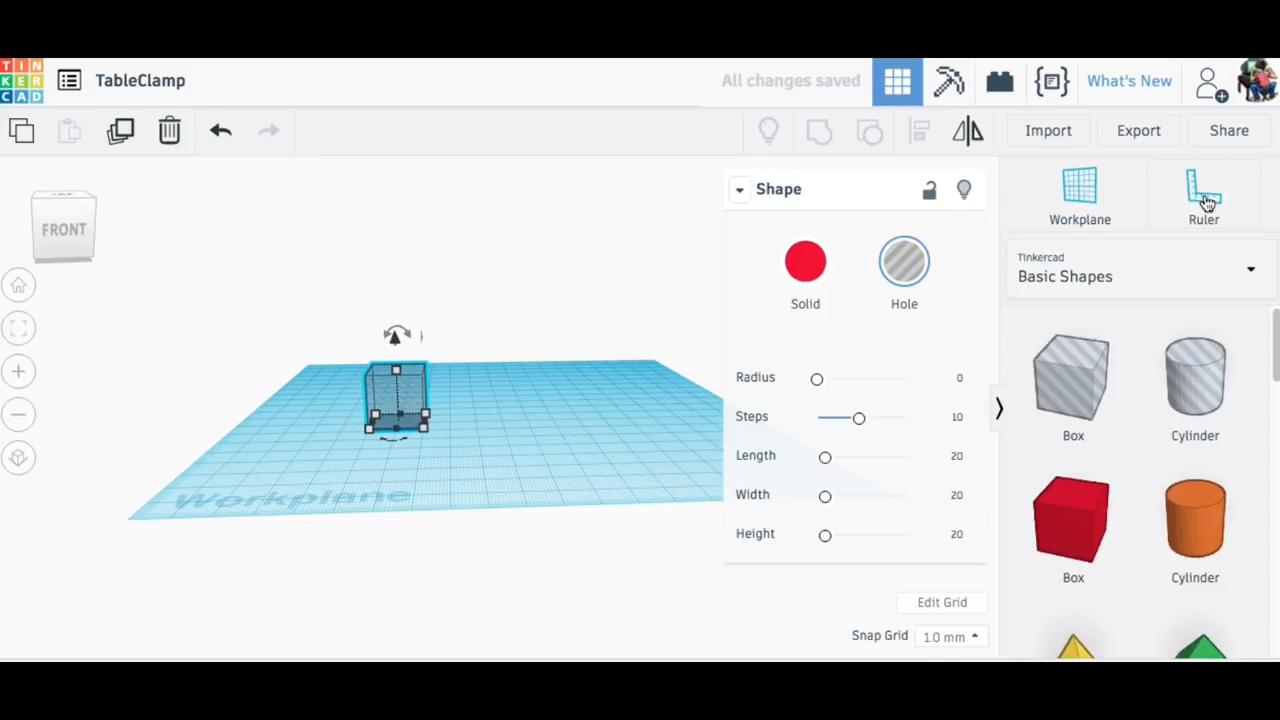 TIN
KER
CAD
TableClamp
All changes saved
What's New
Import
Export
Share
FRONT
Shape
Workplane
Ruler
Solid
Hole
Tinkercad
Basic Shapes
Radius 0
Steps 10
Length 20
Width 20
Height 20
Box
Cylinder
Box
Cylinder
Workplane
Edit Grid
Snap Grid 1.0 mm